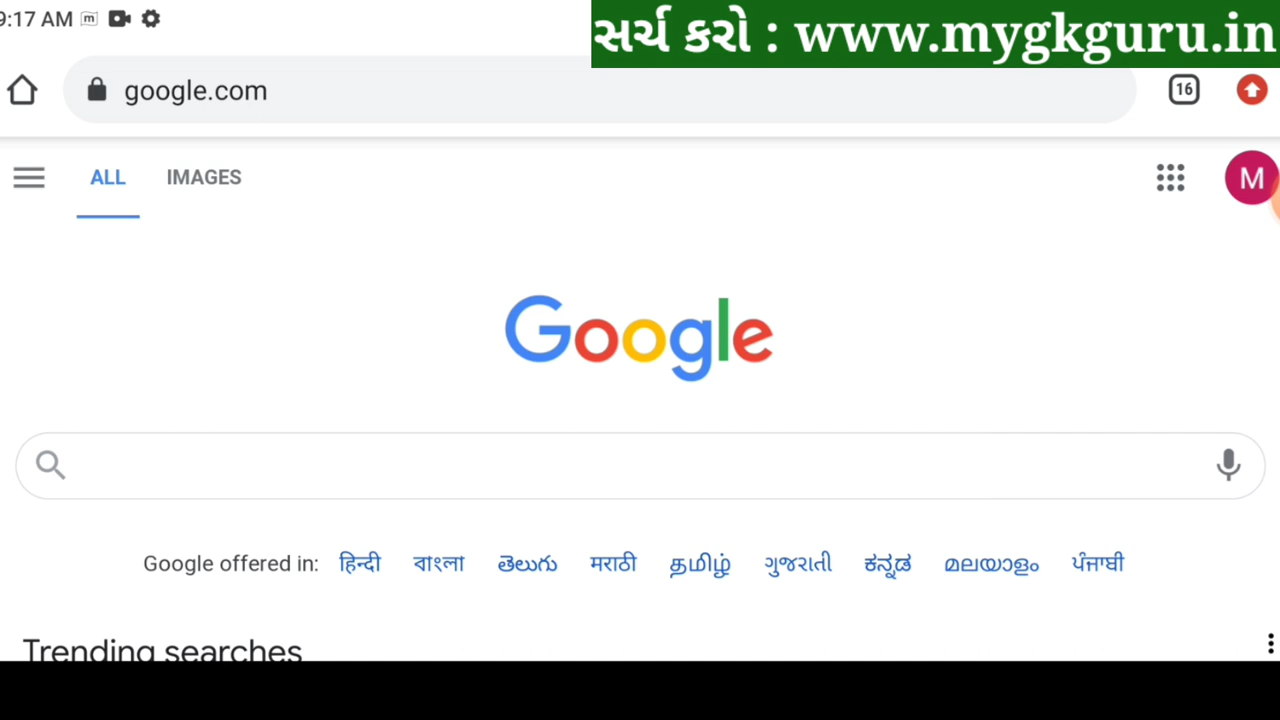 9:17 AM
સર્ચ કરો : www.mygkguru.in
google.com
16
ALL IMAGES
M
Google
Google offered in: हिन्दी বাংলা తెలుగు मराठी தமிழ் ગુજરાતી ಕನ್ನಡ മലയാളം ਪੰਜਾਬੀ
Trending searches